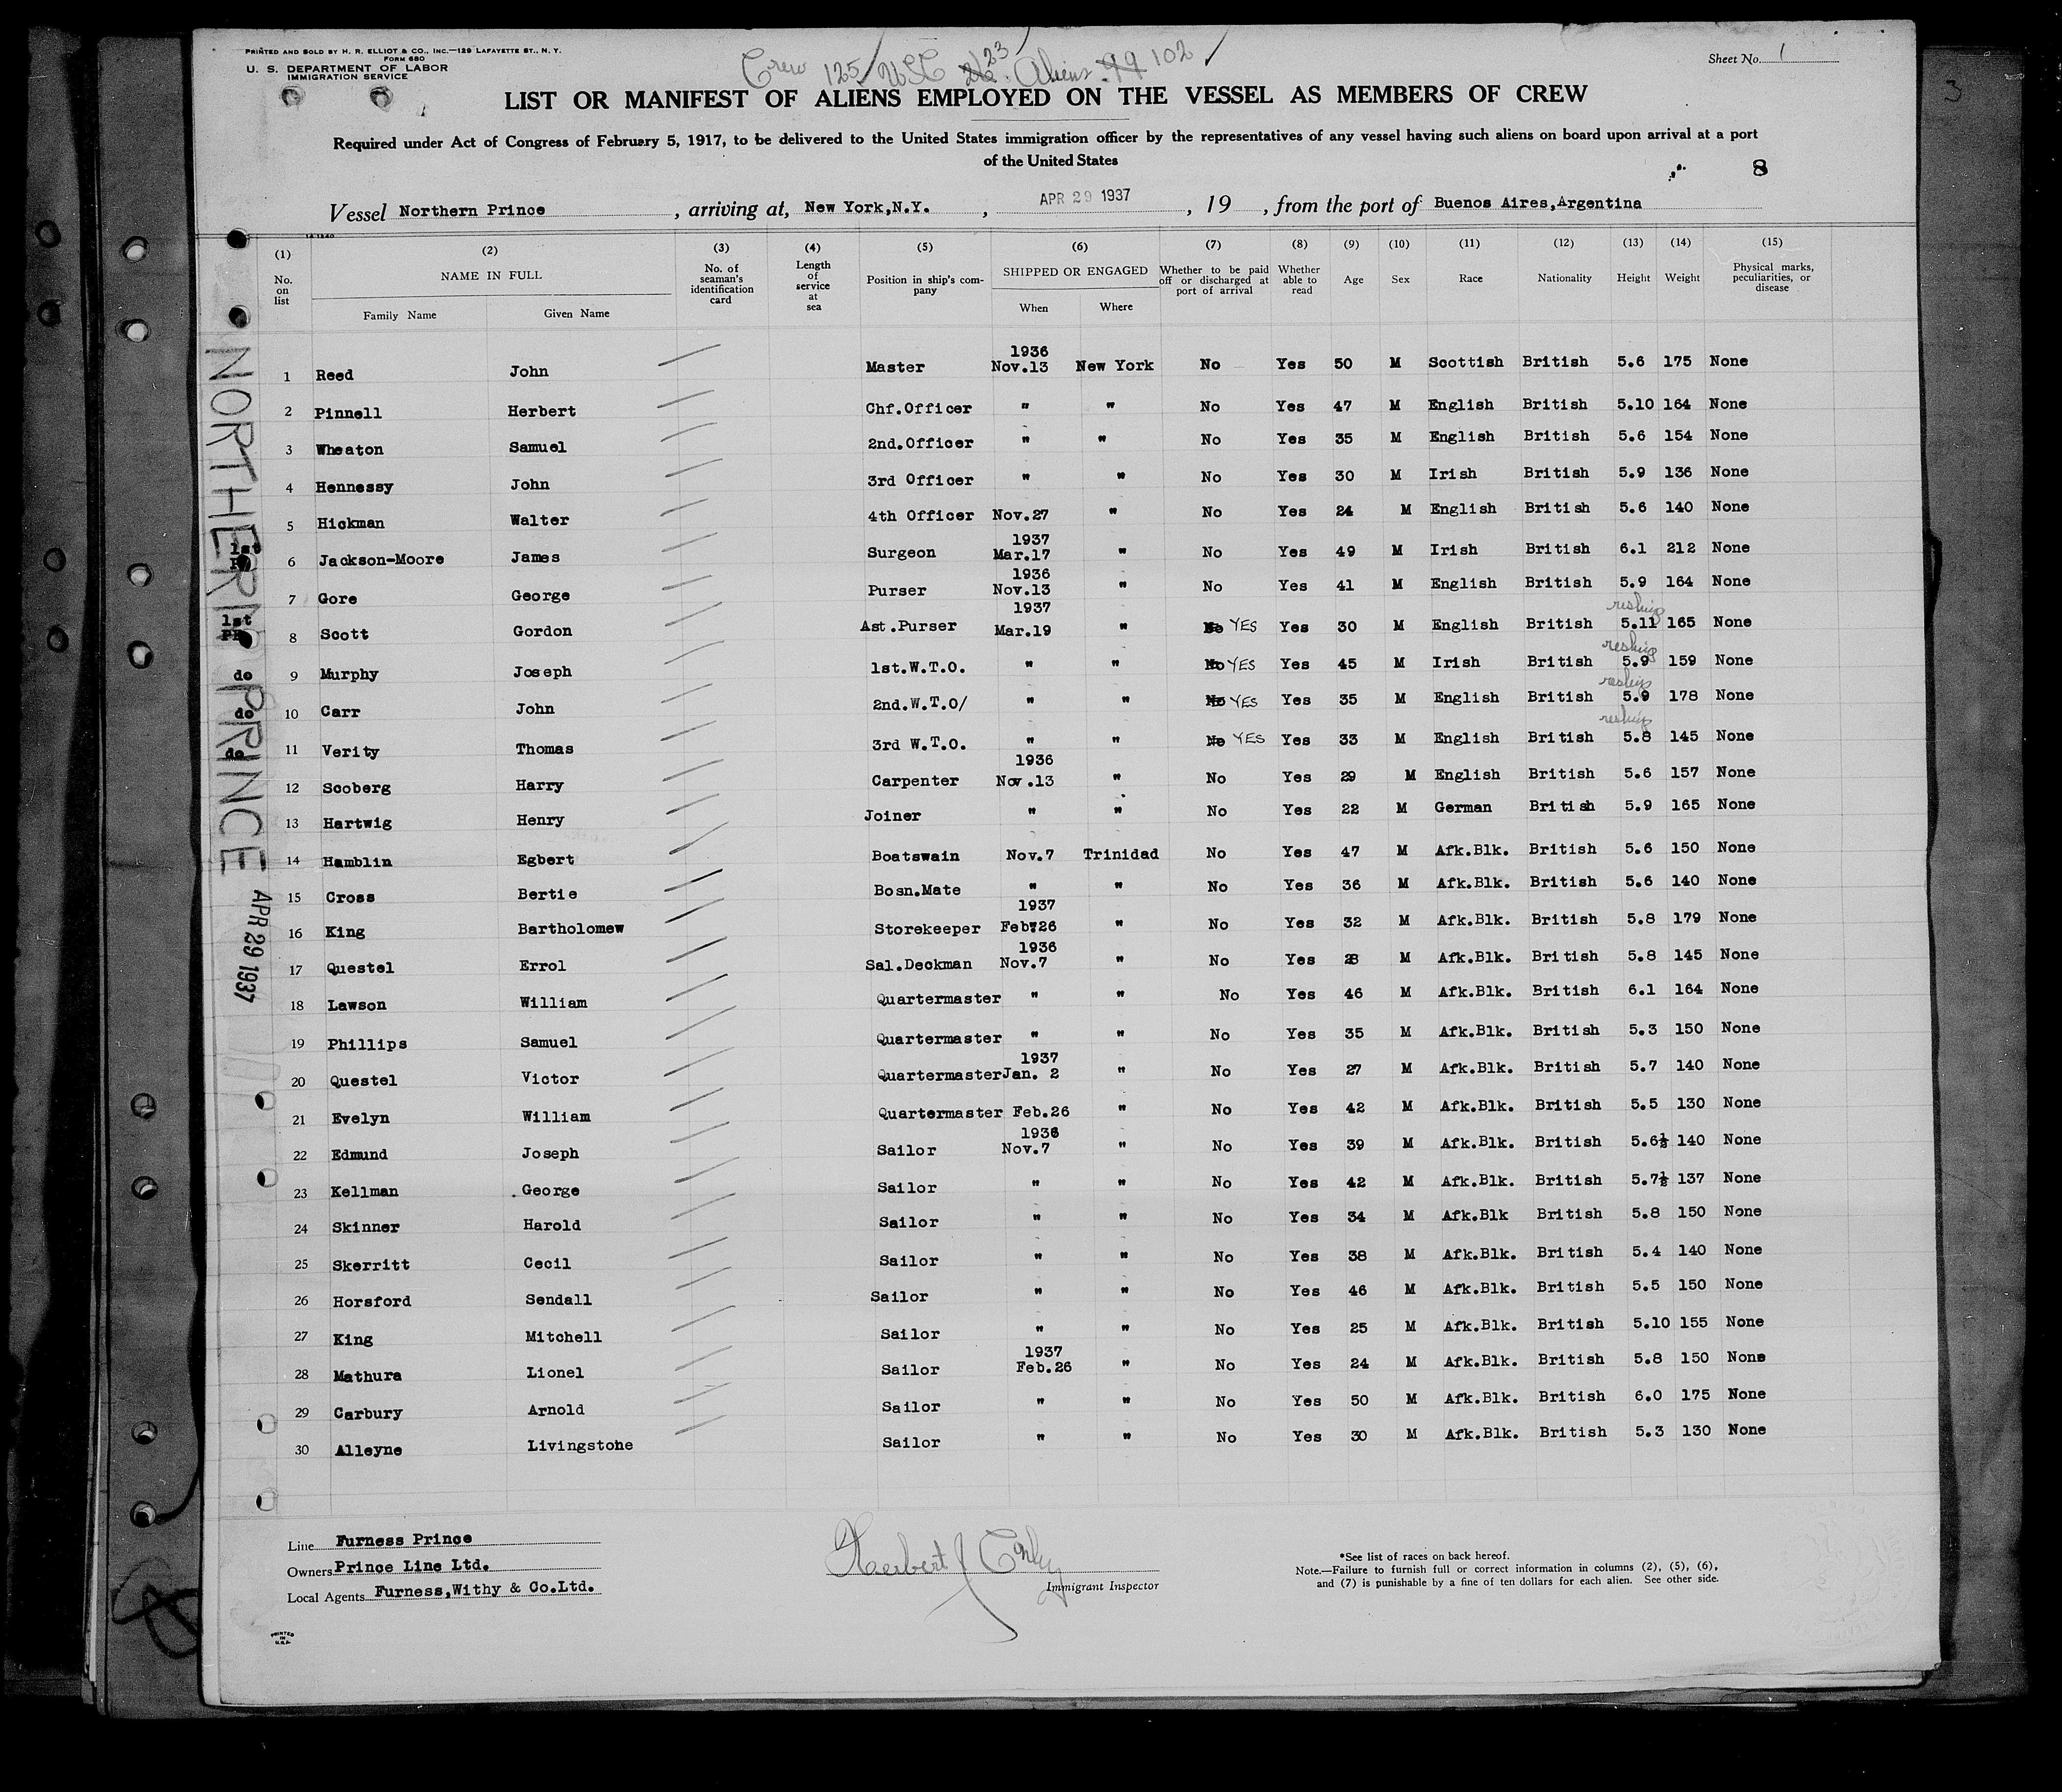 PRINTED AND SOLD BY H. R. ELLIOT & CO., INC.—129 LAFAYETTE ST., N. Y.
FORM 680
U. S. DEPARTMENT OF LABOR
IMMIGRATION SERVICE
Crew 125/ USC 26 23 / Aliens 99 102 /
Sheet No. 1
3
LIST OR MANIFEST OF ALIENS EMPLOYED ON THE VESSEL AS MEMBERS OF CREW
Required under Act of Congress of February 5, 1917, to be delivered to the United States immigration officer by the representatives of any vessel having such aliens on board upon arrival at a port
of the United States
8
Vessel Northern Prince, arriving at, New York,N.Y., APR 29 1937, 19 , from the port of Buenos Aires,Argentina
(1) No. on list (2) NAME IN FULL Family Name Given Name (3) No. of seaman's identification card (4) Length of service at sea (5) Position in ship's company (6) SHIPPED OR ENGAGED When Where (7) Whether to be paid off or discharged at port of arrival (8) Whether able to read (9) Age (10) Sex (11) Race (12) Nationality (13) Height (14) Weight (15) Physical marks, peculiarities, or disease
NORTHERN PRINCE APR 29 1937
1 Reed John Master 1936 Nov.13 New York No Yes 50 M Scottish British 5.6 175 None
2 Pinnell Herbert Chf.Officer " " No Yes 47 M English British 5.10 164 None
3 Wheaton Samuel 2nd.Officer " " No Yes 35 M English British 5.6 154 None
4 Hennessy John 3rd Officer " " No Yes 30 M Irish British 5.9 136 None
5 Hickman Walter 4th Officer Nov.27 " No Yes 24 M English British 5.6 140 None
1st 6 Jackson-Moore James Surgeon 1937 Mar.17 " No Yes 49 M Irish British 6.1 212 None
7 Gore George Purser 1936 Nov.13 " No Yes 41 M English British 5.9 164 None
1st 8 Scott Gordon Ast.Purser 1937 Mar.19 " No YES Yes 30 M English British reship 5.11 165 None
do 9 Murphy Joseph 1st.W.T.O. " " No YES Yes 45 M Irish British reship 5.9 159 None
do 10 Carr John 2nd.W.T.O/ " " No YES Yes 35 M English British reship 5.9 178 None
do 11 Verity Thomas 3rd W.T.O. " " No YES Yes 33 M English British reship 5.8 145 None
12 Scoberg Harry Carpenter 1936 Nov.13 " No Yes 29 M English British 5.6 157 None
13 Hartwig Henry Joiner " " No Yes 22 M German British 5.9 165 None
14 Hamblin Egbert Boatswain Nov.7 Trinidad No Yes 47 M Afk.Blk. British 5.6 150 None
15 Cross Bertie Bosn.Mate " " No Yes 36 M Afk.Blk. British 5.6 140 None
16 King Bartholomew Storekeeper 1937 Feb.26 " No Yes 32 M Afk.Blk. British 5.8 179 None
17 Questel Errol Sal.Deckman 1936 Nov.7 " No Yes 28 M Afk.Blk. British 5.8 145 None
18 Lawson William Quartermaster " " No Yes 46 M Afk.Blk. British 6.1 164 None
19 Phillips Samuel Quartermaster " " No Yes 35 M Afk.Blk. British 5.3 150 None
20 Questel Victor Quartermaster 1937 Jan. 2 " No Yes 27 M Afk.Blk. British 5.7 140 None
21 Evelyn William Quartermaster Feb.26 " No Yes 42 M Afk.Blk. British 5.5 130 None
22 Edmund Joseph Sailor 1936 Nov.7 " No Yes 39 M Afk.Blk. British 5.6½ 140 None
23 Kellman George Sailor " " No Yes 42 M Afk.Blk. British 5.7½ 137 None
24 Skinner Harold Sailor " " No Yes 34 M Afk.Blk British 5.8 150 None
25 Skerritt Cecil Sailor " " No Yes 38 M Afk.Blk. British 5.4 140 None
26 Horsford Sendall Sailor " " No Yes 46 M Afk.Blk. British 5.5 150 None
27 King Mitchell Sailor " " No Yes 25 M Afk.Blk. British 5.10 155 None
28 Mathura Lionel Sailor 1937 Feb.26 " No Yes 24 M Afk.Blk. British 5.8 150 None
29 Carbury Arnold Sailor " " No Yes 50 M Afk.Blk. British 6.0 175 None
30 Alleyne Livingstone Sailor " " No Yes 30 M Afk.Blk. British 5.3 130 None
Line Furness Prince
Owners Prince Line Ltd.
Local Agents Furness,Withy & Co.Ltd.
Herbert J
Immigrant Inspector
*See list of races on back hereof.
Note.—Failure to furnish full or correct information in columns (2), (5), (6),
and (7) is punishable by a fine of ten dollars for each alien. See other side.
PRINTED
IN
U.S.A.